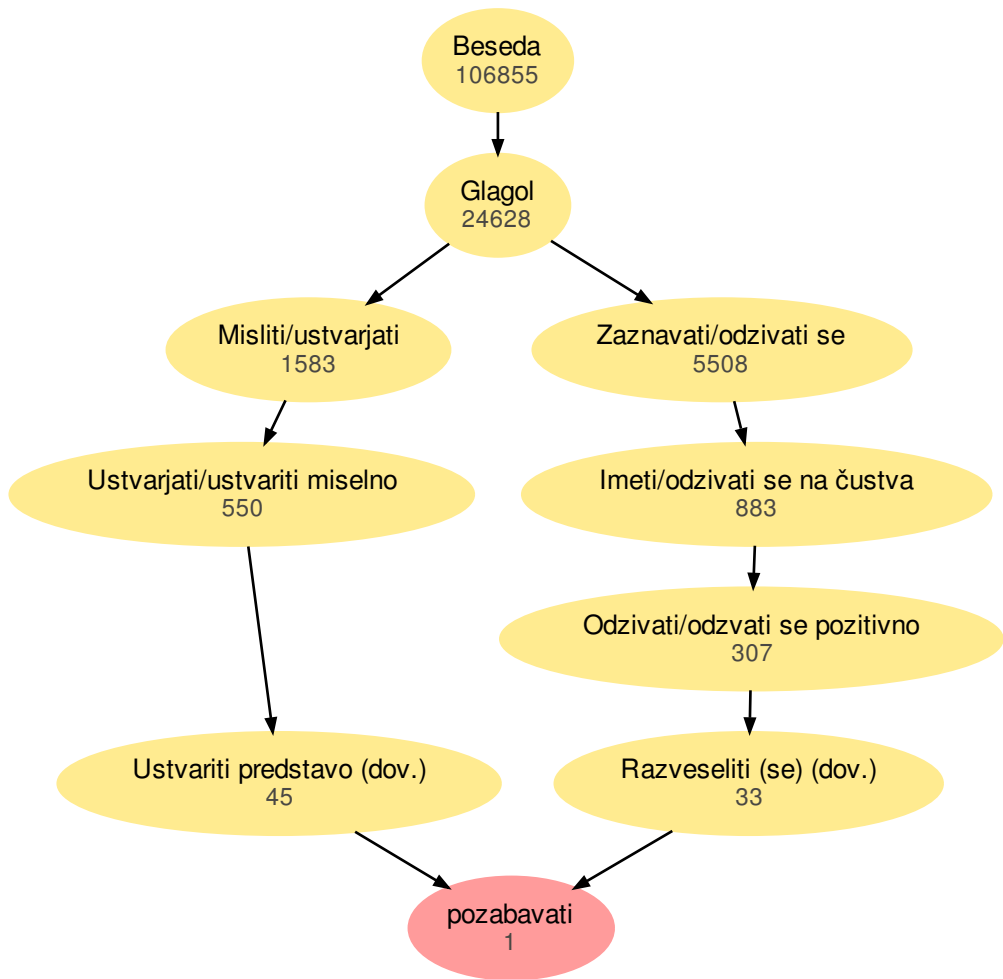 Beseda
106855
Glagol
24628
Misliti/ustvarjati
1583
Zaznavati/odzivati se
5508
Ustvarjati/ustvariti miselno
550
Imeti/odzivati se na čustva
883
Odzivati/odzvati se pozitivno
307
Ustvariti predstavo (dov.)
45
Razveseliti (se) (dov.)
33
pozabavati
1